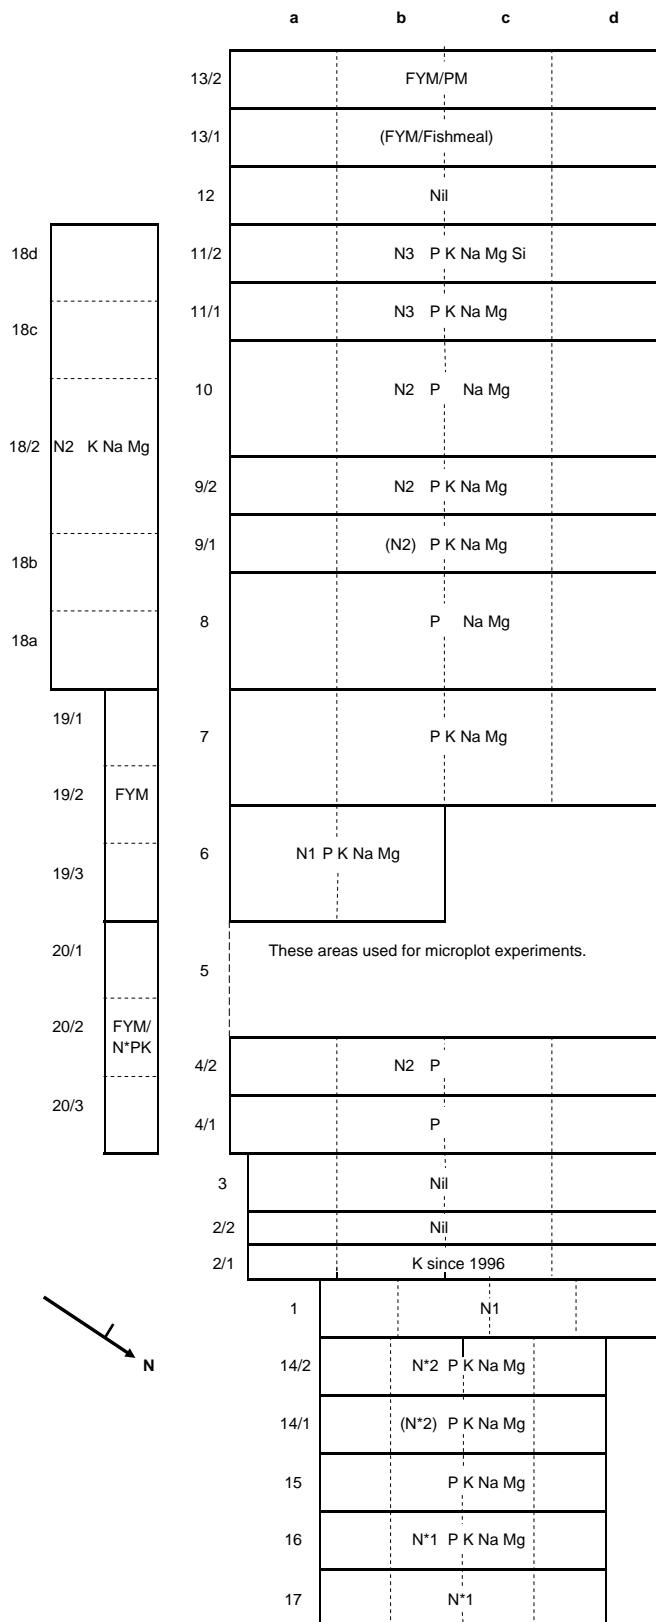 a b c d
13/2 FYM/PM
13/1 (FYM/Fishmeal)
12 Nil
18d 11/2 N3 P K Na Mg Si
18c 11/1 N3 P K Na Mg
10 N2 P Na Mg
18/2 N2 K Na Mg
9/2 N2 P K Na Mg
9/1 (N2) P K Na Mg
18b
8 P Na Mg
18a
19/1
7 P K Na Mg
19/2 FYM
6 N1 P K Na Mg
19/3
20/1 These areas used for microplot experiments.
5
20/2 FYM/
N*PK
4/2 N2 P
20/3
4/1 P
3 Nil
2/2 Nil
2/1 K since 1996
1 N1
N
14/2 N*2 P K Na Mg
14/1 (N*2) P K Na Mg
15 P K Na Mg
16 N*1 P K Na Mg
17 N*1